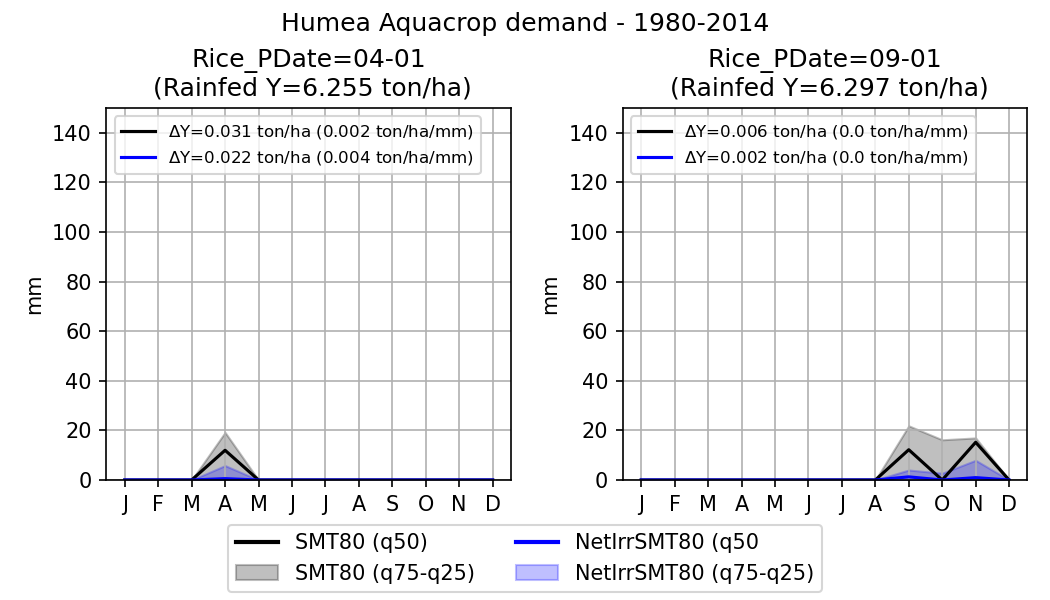 Humea Aquacrop demand - 1980-2014
Rice_PDate=04-01
(Rainfed Y=6.255 ton/ha)
ΔY=0.031 ton/ha (0.002 ton/ha/mm)
ΔY=0.022 ton/ha (0.004 ton/ha/mm)
140
120
100
80
60
40
20
0
mm
J F M A M J J A S O N D
Rice_PDate=09-01
(Rainfed Y=6.297 ton/ha)
ΔY=0.006 ton/ha (0.0 ton/ha/mm)
ΔY=0.002 ton/ha (0.0 ton/ha/mm)
140
120
100
80
60
40
20
0
mm
J F M A M J J A S O N D
SMT80 (q50)
SMT80 (q75-q25)
NetIrrSMT80 (q50
NetIrrSMT80 (q75-q25)